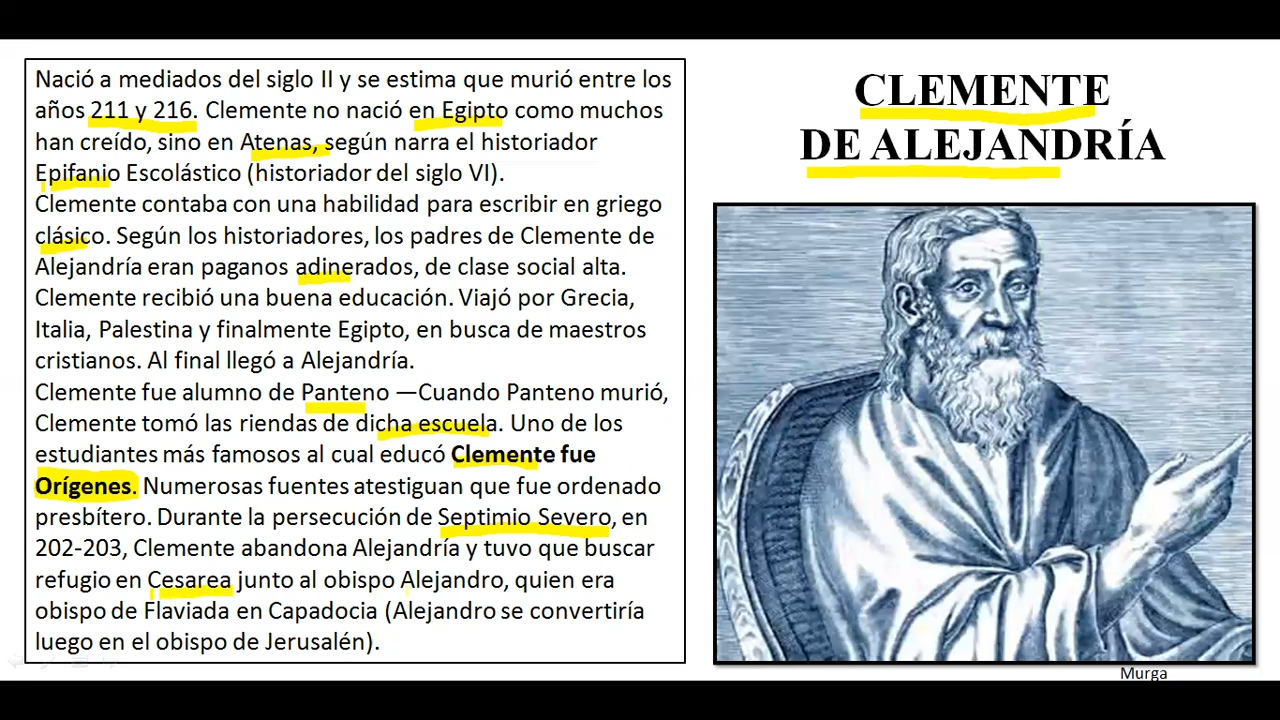 Nació a mediados del siglo II y se estima que murió entre los
años 211 y 216. Clemente no nació en Egipto como muchos
han creído, sino en Atenas, según narra el historiador
Epifanio Escolástico (historiador del siglo VI).
Clemente contaba con una habilidad para escribir en griego
clásico. Según los historiadores, los padres de Clemente de
Alejandría eran paganos adinerados, de clase social alta.
Clemente recibió una buena educación. Viajó por Grecia,
Italia, Palestina y finalmente Egipto, en busca de maestros
cristianos. Al final llegó a Alejandría.
Clemente fue alumno de Panteno —Cuando Panteno murió,
Clemente tomó las riendas de dicha escuela. Uno de los
estudiantes más famosos al cual educó Clemente fue
Orígenes. Numerosas fuentes atestiguan que fue ordenado
presbítero. Durante la persecución de Septimio Severo, en
202-203, Clemente abandona Alejandría y tuvo que buscar
refugio en Cesarea junto al obispo Alejandro, quien era
obispo de Flaviada en Capadocia (Alejandro se convertiría
luego en el obispo de Jerusalén).
CLEMENTE
DE ALEJANDRÍA
Murga